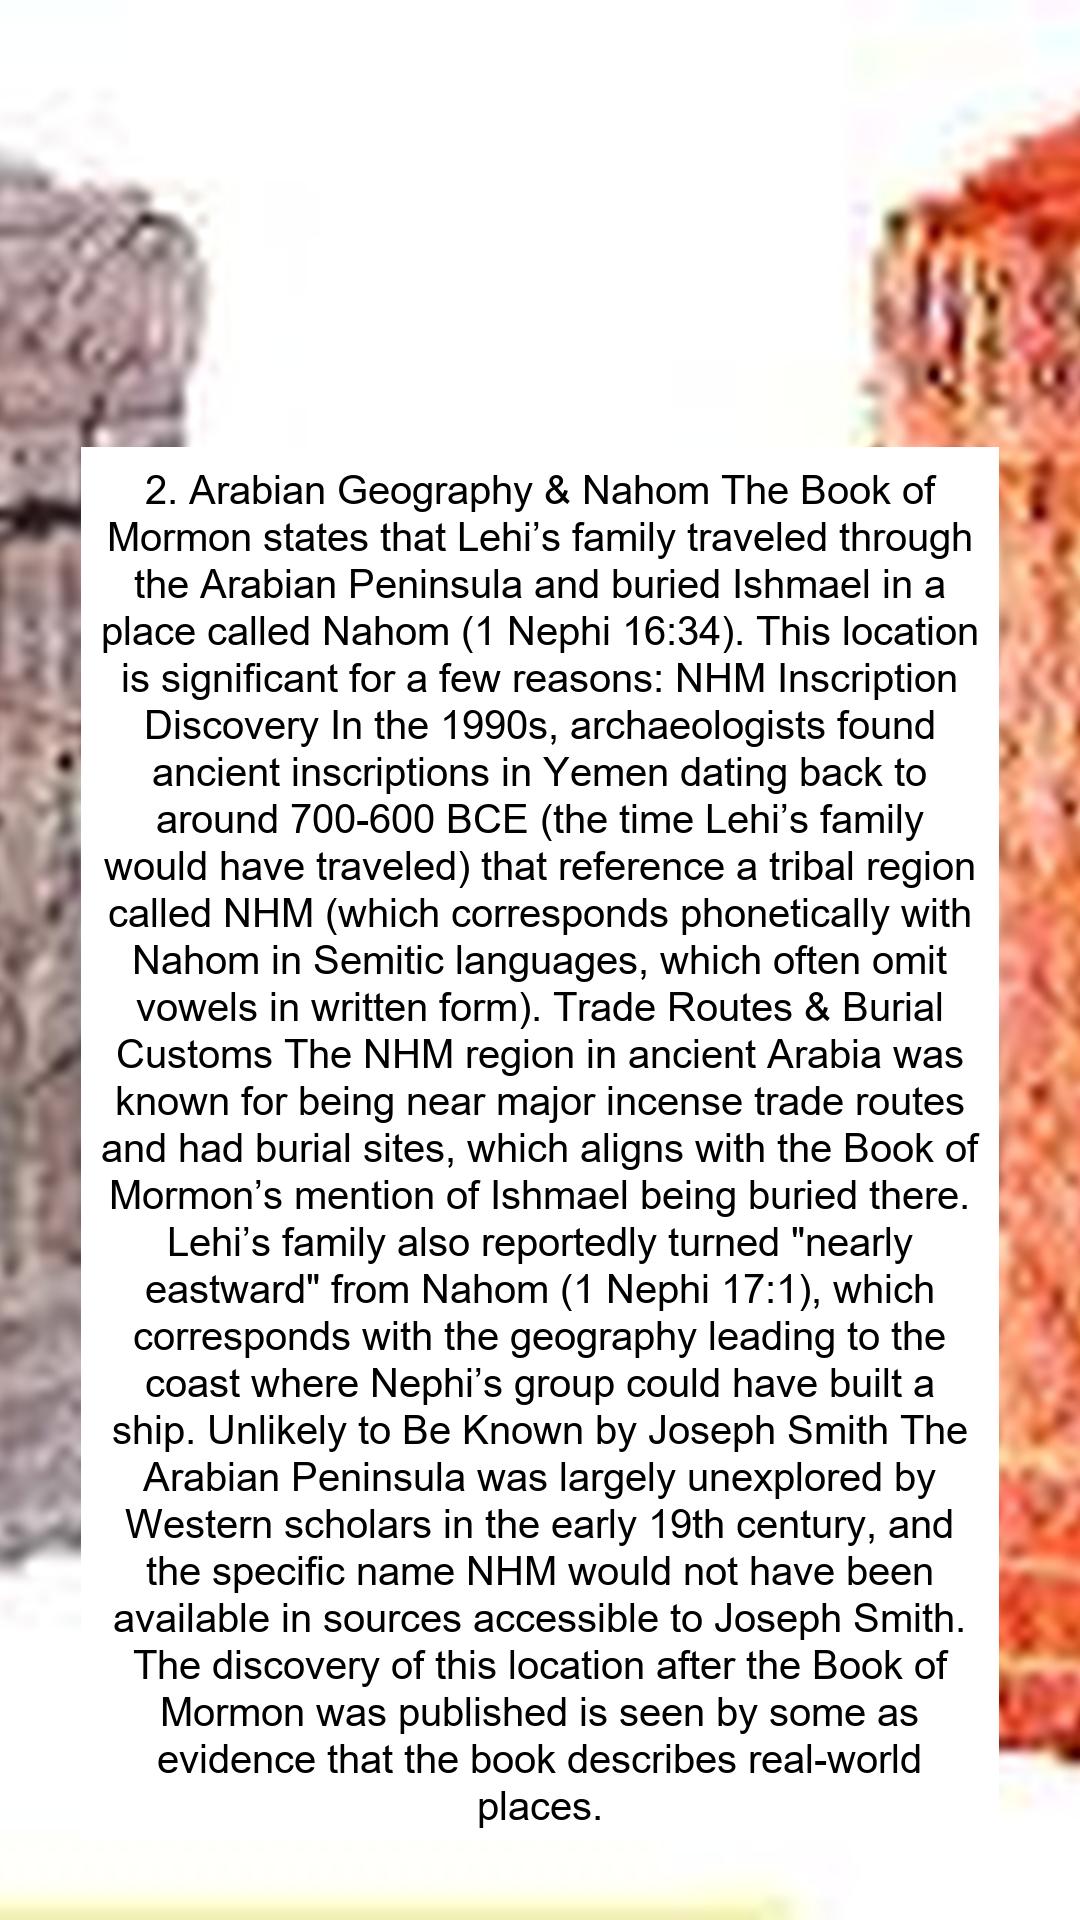 2. Arabian Geography & Nahom The Book of
Mormon states that Lehi’s family traveled through
the Arabian Peninsula and buried Ishmael in a
place called Nahom (1 Nephi 16:34). This location
is significant for a few reasons: NHM Inscription
Discovery In the 1990s, archaeologists found
ancient inscriptions in Yemen dating back to
around 700-600 BCE (the time Lehi’s family
would have traveled) that reference a tribal region
called NHM (which corresponds phonetically with
Nahom in Semitic languages, which often omit
vowels in written form). Trade Routes & Burial
Customs The NHM region in ancient Arabia was
known for being near major incense trade routes
and had burial sites, which aligns with the Book of
Mormon’s mention of Ishmael being buried there.
Lehi’s family also reportedly turned "nearly
eastward" from Nahom (1 Nephi 17:1), which
corresponds with the geography leading to the
coast where Nephi’s group could have built a
ship. Unlikely to Be Known by Joseph Smith The
Arabian Peninsula was largely unexplored by
Western scholars in the early 19th century, and
the specific name NHM would not have been
available in sources accessible to Joseph Smith.
The discovery of this location after the Book of
Mormon was published is seen by some as
evidence that the book describes real-world
places.